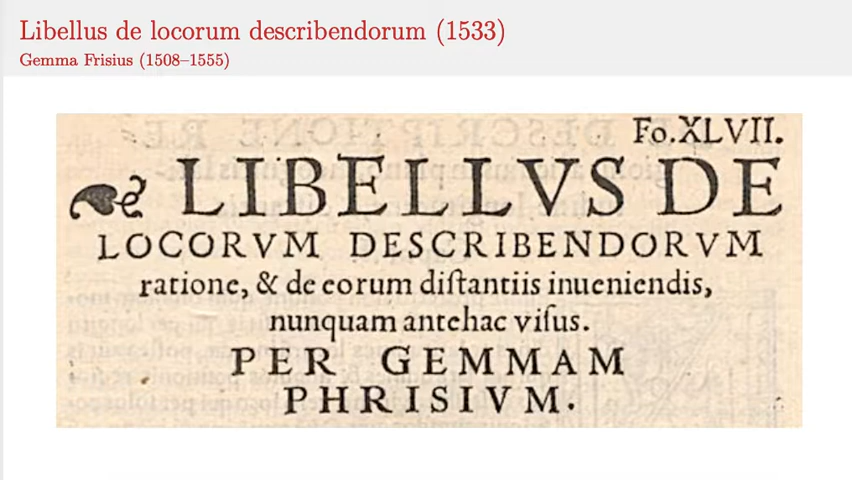 Libellus de locorum describendorum (1533)
Gemma Frisius (1508–1555)
Fo.XLVII.
LIBELLVS DE
LOCORVM DESCRIBENDORVM
ratione, & de eorum diſtantiis inueniendis,
nunquam antehac viſus.
PER GEMMAM
PHRISIVM.